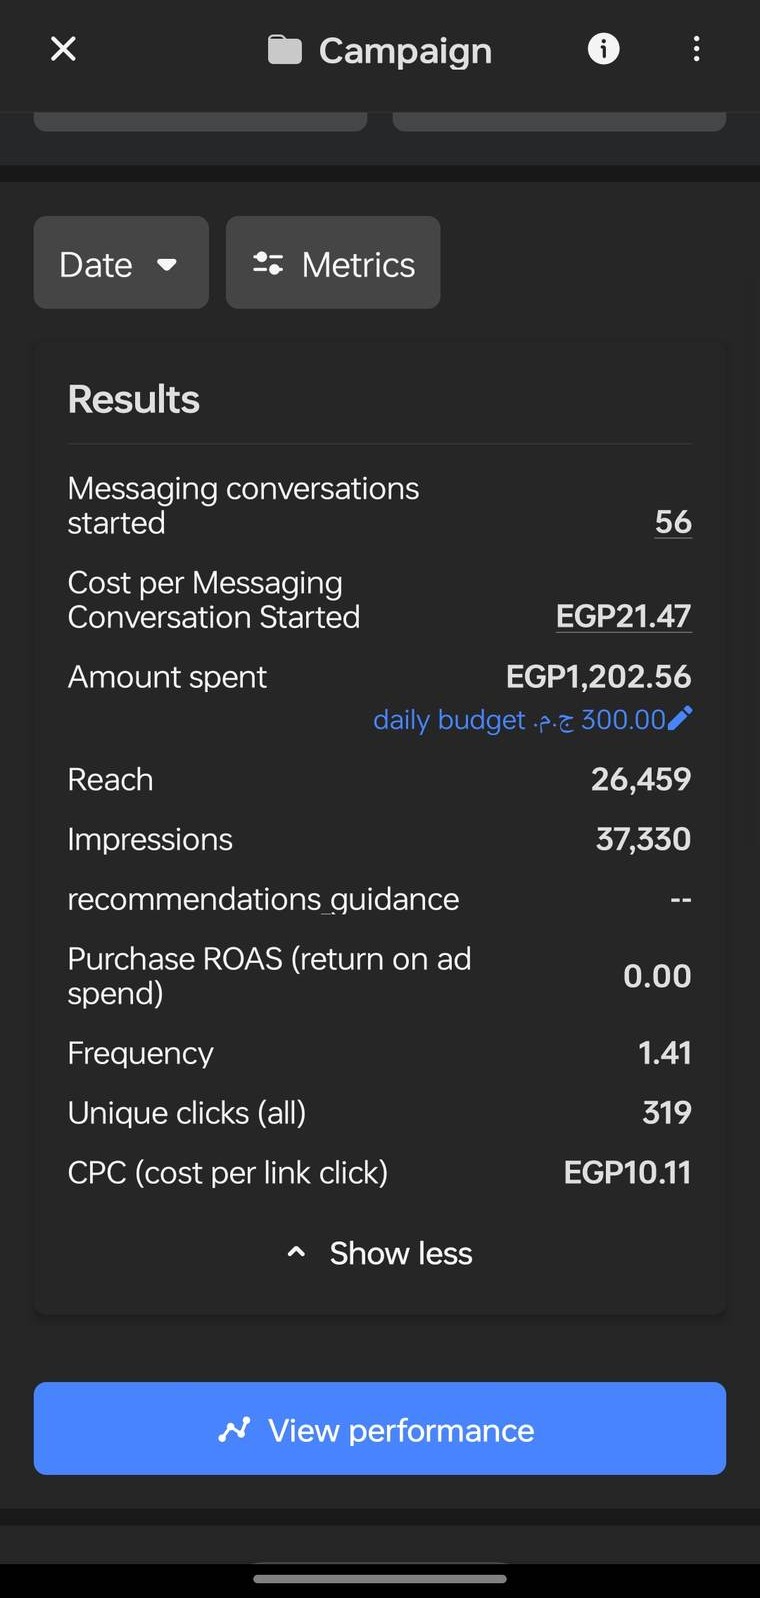 Campaign
Date
Metrics
Results
Messaging conversations
started
56
Cost per Messaging
Conversation Started
EGP21.47
Amount spent
EGP1,202.56
daily budget ج.م.‏ 300.00
Reach
26,459
Impressions
37,330
recommendations_guidance
--
Purchase ROAS (return on ad
spend)
0.00
Frequency
1.41
Unique clicks (all)
319
CPC (cost per link click)
EGP10.11
Show less
View performance